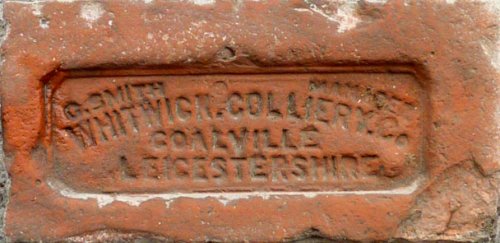 G.SMITH MANAGER
WHITWICK.COLLIERY.CO
COALVILLE
LEICESTERSHIRE